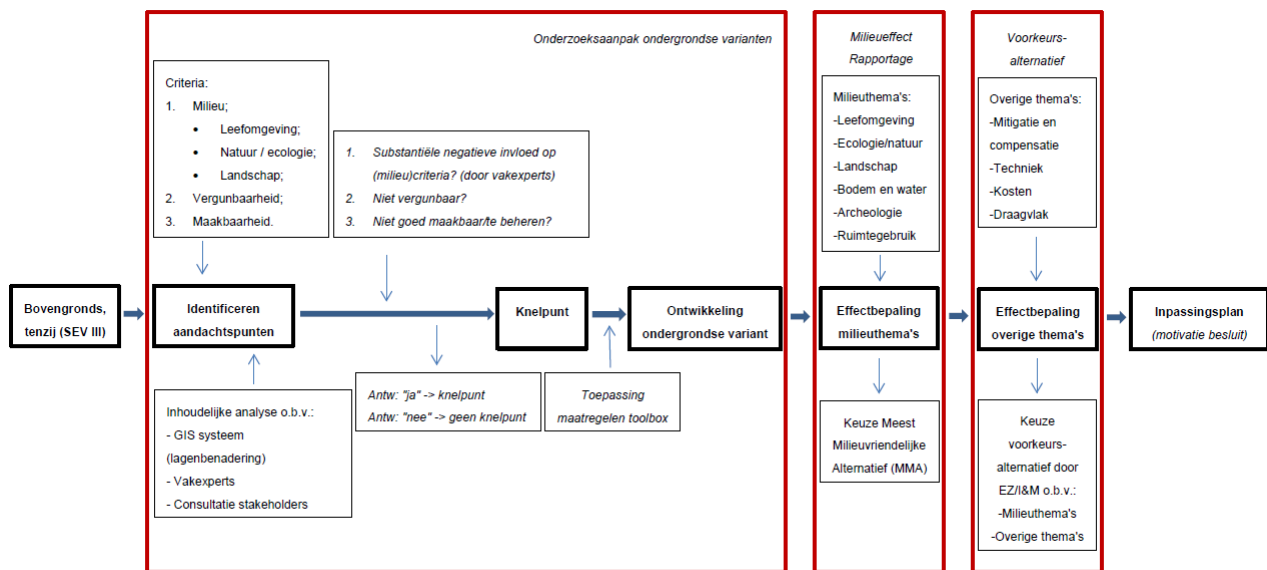 Onderzoeksaanpak ondergrondse varianten
Criteria:
1. Milieu;
• Leefomgeving;
• Natuur / ecologie;
• Landschap;
2. Vergunbaarheid;
3. Maakbaarheid.
1. Substantiële negatieve invloed op
(milieu)criteria? (door vakexperts)
2. Niet vergunbaar?
3. Niet goed maakbaar/te beheren?
Milieueffect
Rapportage
Milieuthema's:
-Leefomgeving
-Ecologie/natuur
-Landschap
-Bodem en water
-Archeologie
-Ruimtegebruik
Voorkeurs-
alternatief
Overige thema's:
-Mitigatie en
compensatie
-Techniek
-Kosten
-Draagvlak
Bovengronds,
tenzij (SEV III)
Identificeren
aandachtspunten
Knelpunt
Ontwikkeling
ondergrondse variant
Effectbepaling
milieuthema's
Effectbepaling
overige thema's
Inpassingsplan
(motivatie besluit)
Inhoudelijke analyse o.b.v.:
- GIS systeem
(lagenbenadering)
- Vakexperts
- Consultatie stakeholders
Antw: "ja" -> knelpunt
Antw: "nee" -> geen knelpunt
Toepassing
maatregelen toolbox
Keuze Meest
Milieuvriendelijke
Alternatief (MMA)
Keuze
voorkeurs-
alternatief door
EZ/I&M o.b.v.:
-Milieuthema's
-Overige thema's